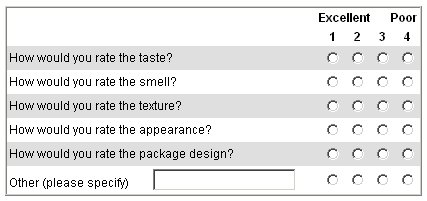 Excellent Poor
1 2 3 4
How would you rate the taste?
How would you rate the smell?
How would you rate the texture?
How would you rate the appearance?
How would you rate the package design?
Other (please specify)